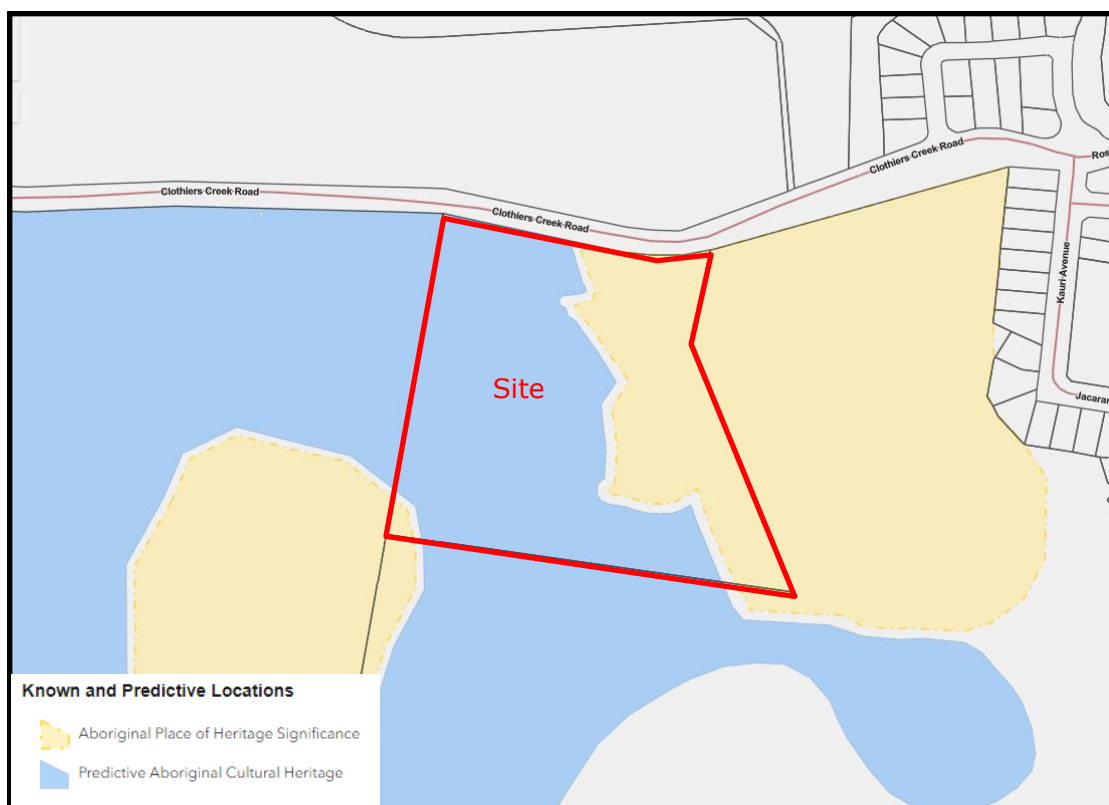 Clothiers Creek Road
Clothiers Creek Road
Clothiers Creek Road
Ros
Kauri Avenue
Jacaran
Site
Known and Predictive Locations
Aboriginal Place of Heritage Significance
Predictive Aboriginal Cultural Heritage